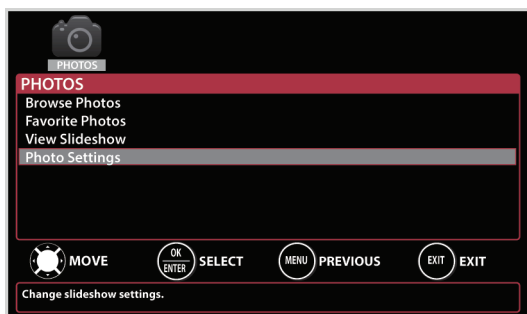 PHOTOS
PHOTOS
Browse Photos
Favorite Photos
View Slideshow
Photo Settings
MOVE OK ENTER SELECT MENU PREVIOUS EXIT EXIT
Change slideshow settings.